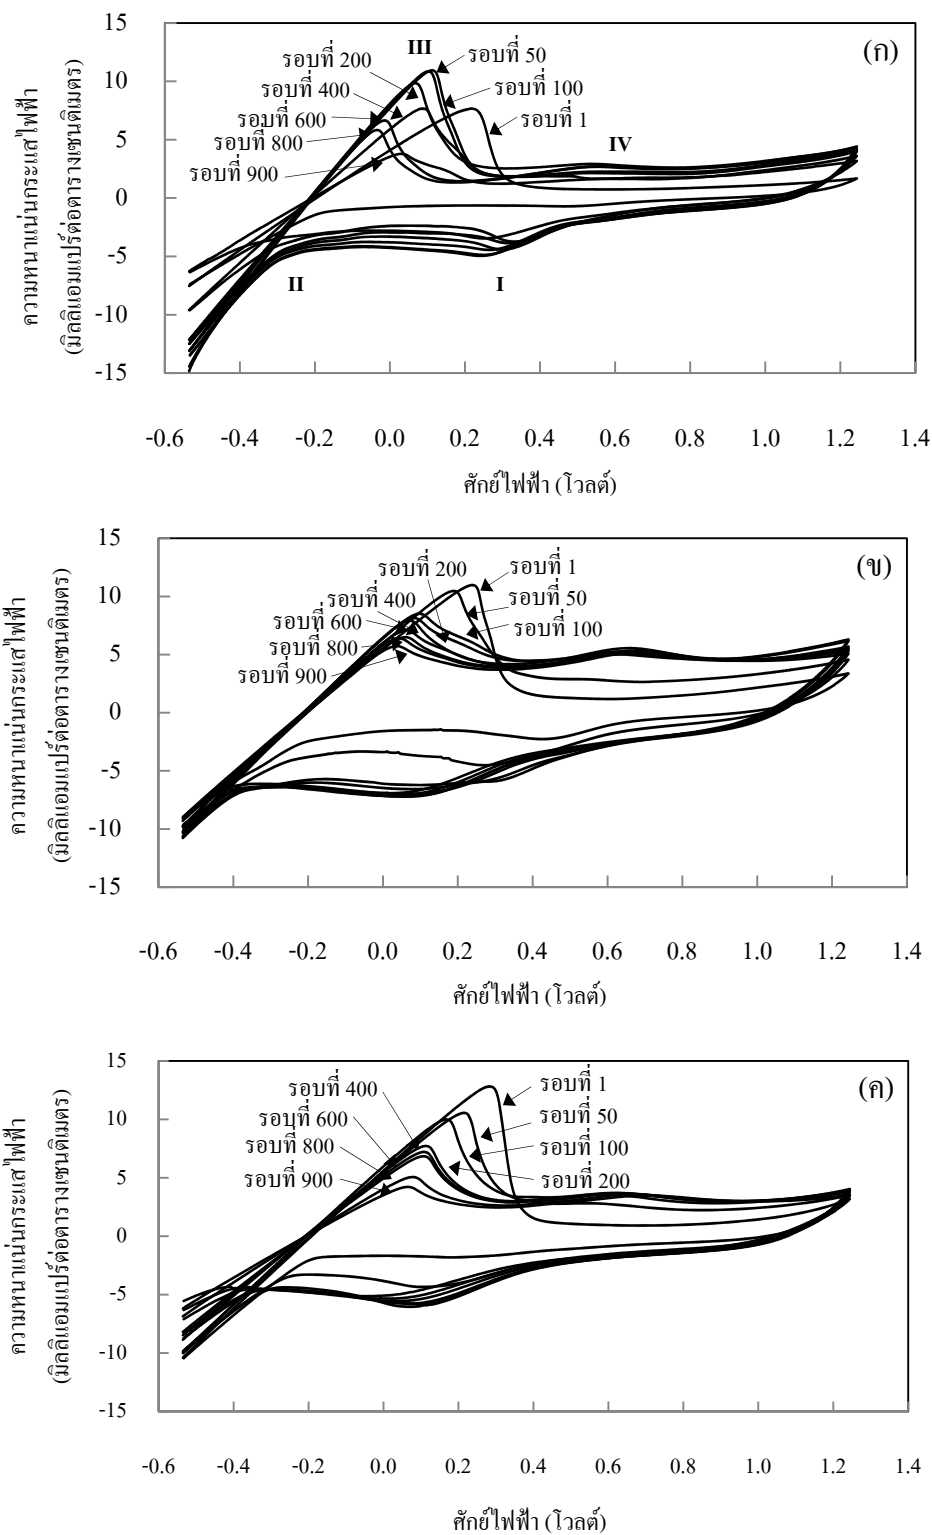 15
(ก)
III
รอบที่ 50
รอบที่ 200
10
รอบที่ 100
รอบที่ 400
รอบที่ 600
รอบที่ 1
5
รอบที่ 800
IV
รอบที่ 900
0
-5
II
I
-10
-15
ความหนาแน่นกระแสไฟฟ้า
(มิลลิแอมแปร์ต่อตารางเซนติเมตร)
-0.6 -0.4 -0.2 0.0 0.2 0.4 0.6 0.8 1.0 1.2 1.4
ศักย์ไฟฟ้า (โวลต์)
15
(ข)
รอบที่ 200
รอบที่ 1
10
รอบที่ 400
รอบที่ 50
รอบที่ 600
รอบที่ 100
รอบที่ 800
5
รอบที่ 900
0
-5
-10
-15
ความหนาแน่นกระแสไฟฟ้า
(มิลลิแอมแปร์ต่อตารางเซนติเมตร)
-0.6 -0.4 -0.2 0.0 0.2 0.4 0.6 0.8 1.0 1.2 1.4
ศักย์ไฟฟ้า (โวลต์)
15
(ค)
รอบที่ 400
รอบที่ 1
10
รอบที่ 600
รอบที่ 50
รอบที่ 800
รอบที่ 100
5
รอบที่ 900
รอบที่ 200
0
-5
-10
-15
ความหนาแน่นกระแสไฟฟ้า
(มิลลิแอมแปร์ต่อตารางเซนติเมตร)
-0.6 -0.4 -0.2 0.0 0.2 0.4 0.6 0.8 1.0 1.2 1.4
ศักย์ไฟฟ้า (โวลต์)